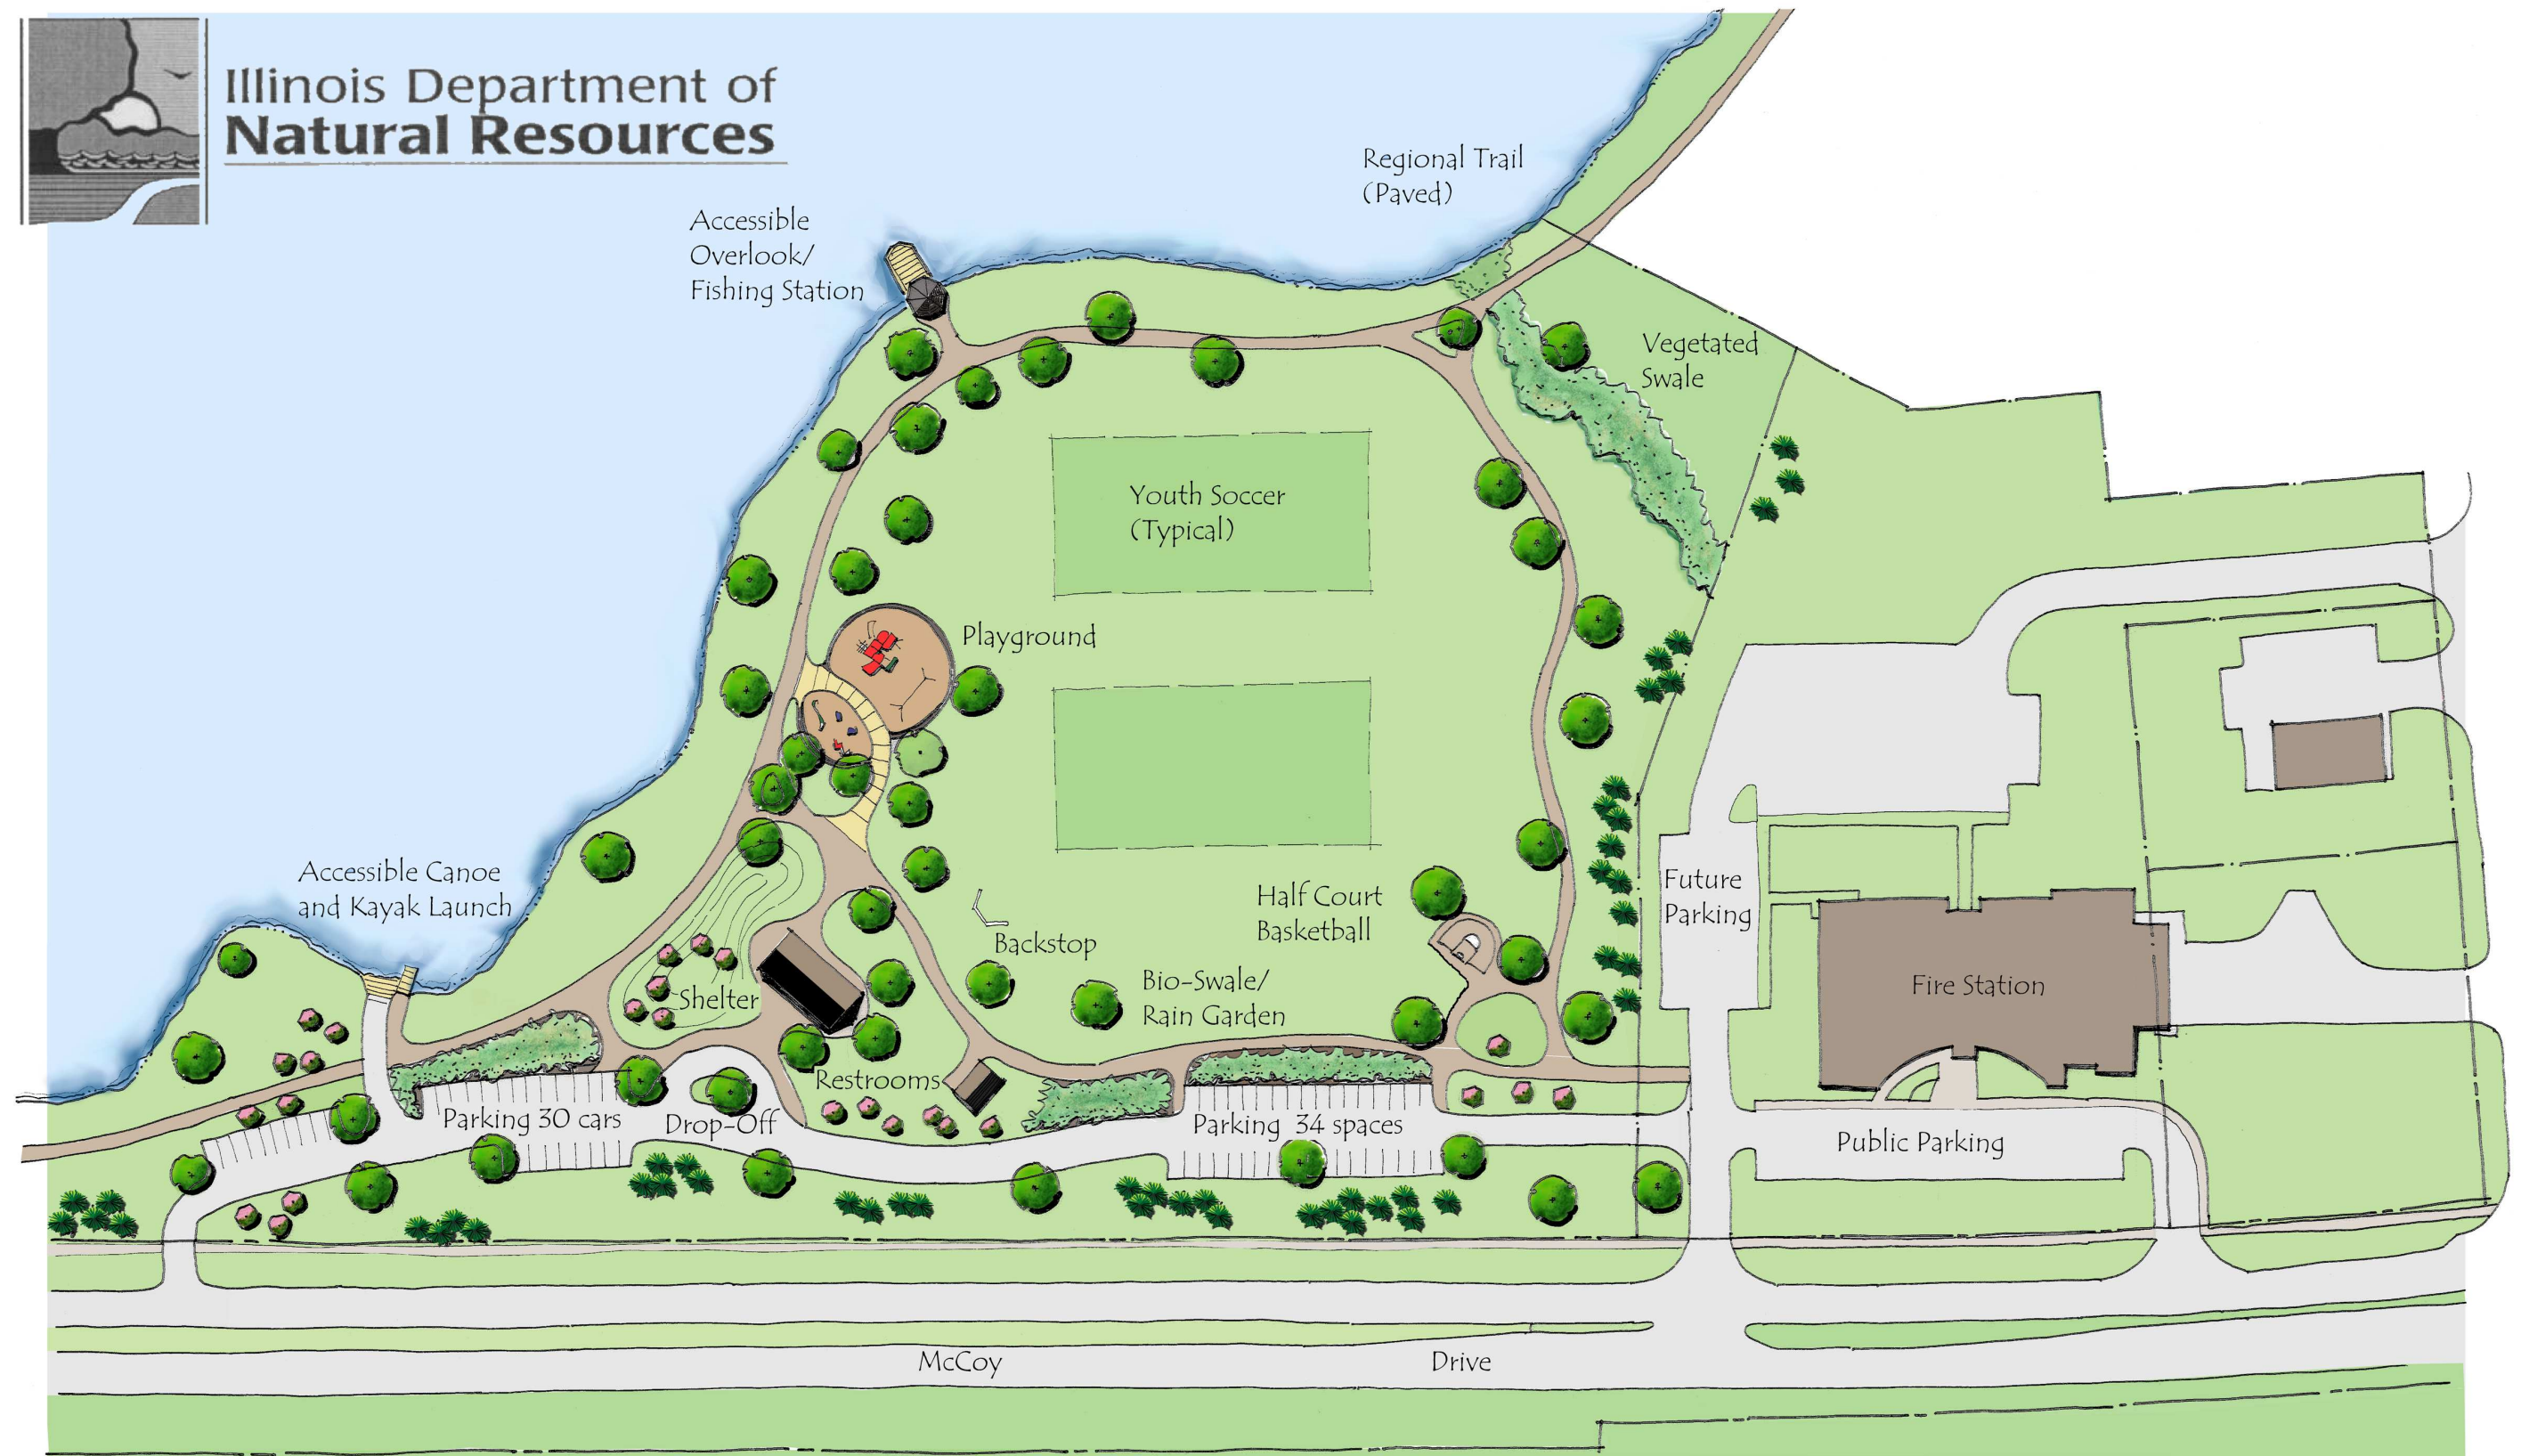 Illinois Department of
Natural Resources
Regional Trail
(Paved)
Accessible
Overlook/
Fishing Station
Vegetated
Swale
Youth Soccer
(Typical)
Playground
Accessible Canoe
and Kayak Launch
Half Court
Basketball
Future
Parking
Backstop
Bio-Swale/
Rain Garden
Shelter
Fire Station
Restrooms
Parking 30 cars
Drop-Off
Parking 34 spaces
Public Parking
McCoy Drive